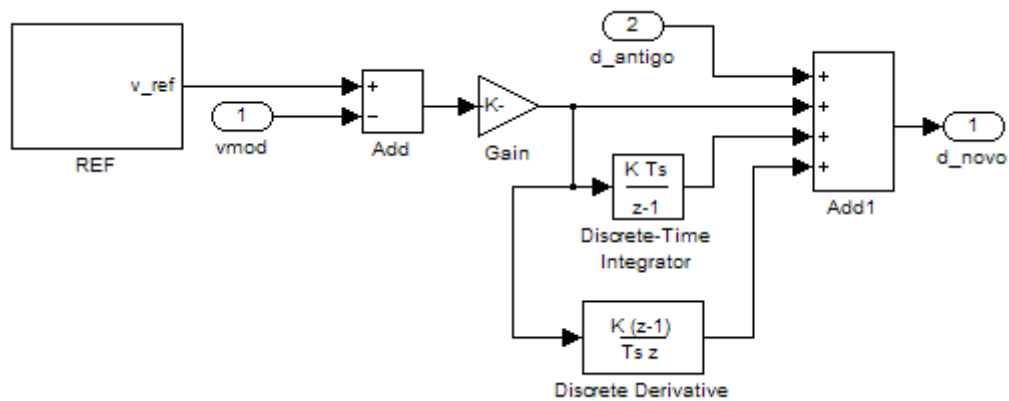 v_ref
REF
1
vmod
+
−
Add
K-
Gain
2
d_antigo
K Ts
z-1
Discrete-Time
Integrator
K (z-1)
Ts z
Discrete Derivative
+
+
+
+
Add1
1
d_novo